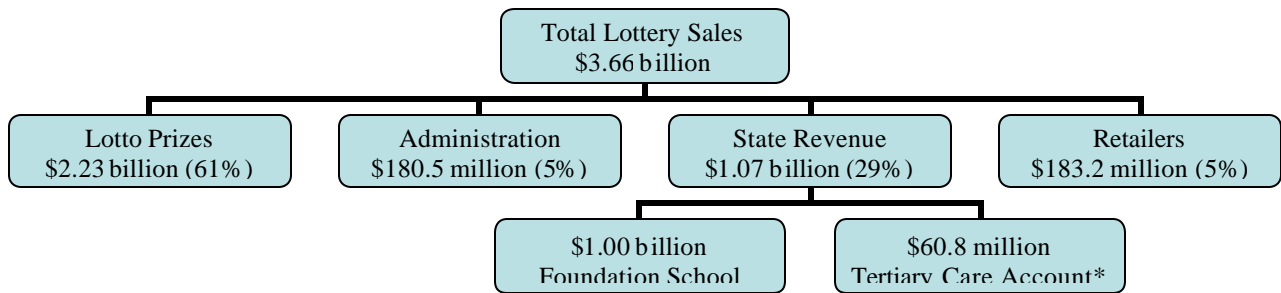 Total Lottery Sales
$3.66 billion
Lotto Prizes
$2.23 billion (61%)
Administration
$180.5 million (5%)
State Revenue
$1.07 billion (29%)
Retailers
$183.2 million (5%)
$1.00 billion
Foundation School
$60.8 million
Tertiary Care Account*